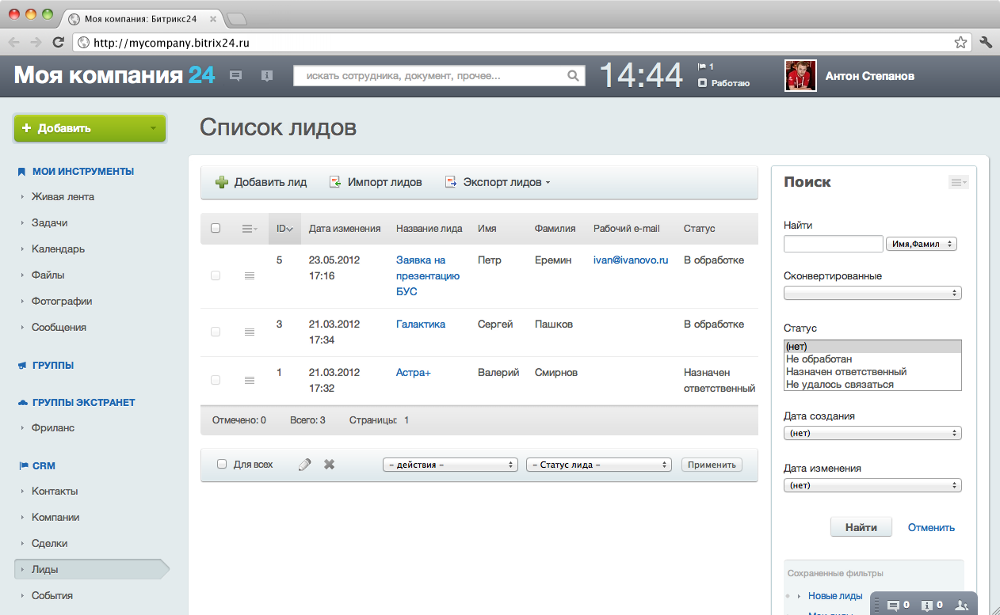 Моя компания: Битрикс24
http://mycompany.bitrix24.ru
Моя компания 24
искать сотрудника, документ, прочее...
14:44
1
Работаю
Антон Степанов
Добавить
МОИ ИНСТРУМЕНТЫ
Живая лента
Задачи
Календарь
Файлы
Фотографии
Сообщения
ГРУППЫ
ГРУППЫ ЭКСТРАНЕТ
Фриланс
CRM
Контакты
Компании
Сделки
Лиды
События
Список лидов
Добавить лид Импорт лидов Экспорт лидов
ID Дата изменения Название лида Имя Фамилия Рабочий e-mail Статус
5 23.05.2012 Заявка на Петр Еремин ivan@ivanovo.ru В обработке
17:16 презентацию
БУС
3 21.03.2012 Галактика Сергей Пашков В обработке
17:34
1 21.03.2012 Астра+ Валерий Смирнов Назначен
17:32 ответственный
Отмечено: 0 Всего: 3 Страницы: 1
Для всех – действия – – Статус лида – Применить
Поиск
Найти
Имя,Фамил
Сконвертированные
Статус
(нет)
Не обработан
Назначен ответственный
Не удалось связаться
Дата создания
(нет)
Дата изменения
(нет)
Найти Отменить
Сохраненные фильтры
Новые лиды
0 0